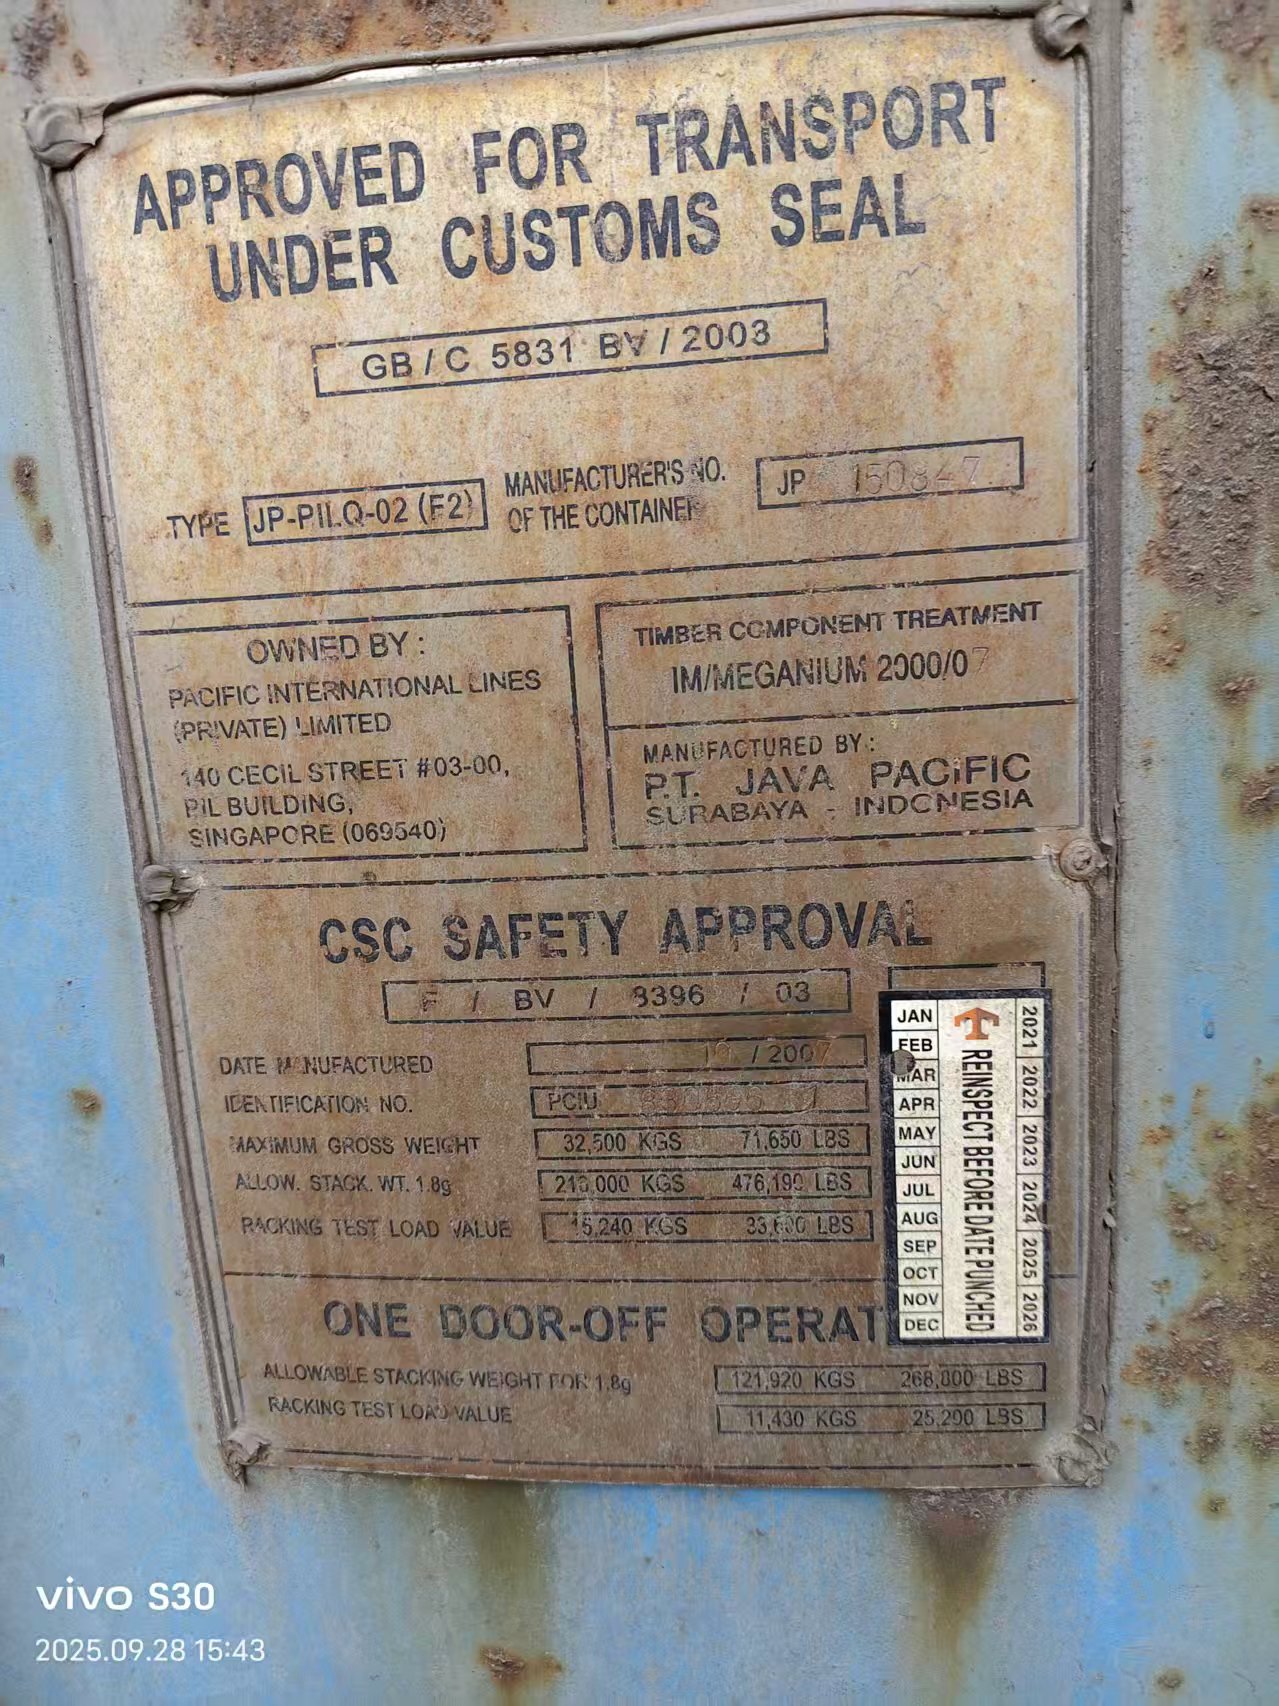 APPROVED FOR TRANSPORT
UNDER CUSTOMS SEAL
GB / C 5831 BV / 2003
TYPE JP-PILQ-02 (F2)
MANUFACTURER'S NO.
OF THE CONTAINER
JP 150847
OWNED BY :
PACIFIC INTERNATIONAL LINES
(PRIVATE) LIMITED
140 CECIL STREET #03-00,
PIL BUILDING,
SINGAPORE (069540)
TIMBER COMPONENT TREATMENT
IM/MEGANIUM 2000/07
MANUFACTURED BY :
P.T. JAVA PACIFIC
SURABAYA - INDONESIA
CSC SAFETY APPROVAL
F / BV / 8396 / 03
DATE MANUFACTURED 10 / 2007
IDENTIFICATION NO. PCIU
MAXIMUM GROSS WEIGHT 32,500 KGS 71,650 LBS
ALLOW. STACK. WT. 1.8g 216,000 KGS 476,190 LBS
RACKING TEST LOAD VALUE 15,240 KGS 33,600 LBS
ONE DOOR-OFF OPERAT
ALLOWABLE STACKING WEIGHT FOR 1.8g 121,920 KGS 268,800 LBS
RACKING TEST LOAD VALUE 11,430 KGS 25,200 LBS
JAN
FEB
MAR
APR
MAY
JUN
JUL
AUG
SEP
OCT
NOV
DEC
T
RENSPECT BEFORE DATE PUNCHED
2021 2022 2023 2024 2025 2026
vivo S30
2025.09.28 15:43